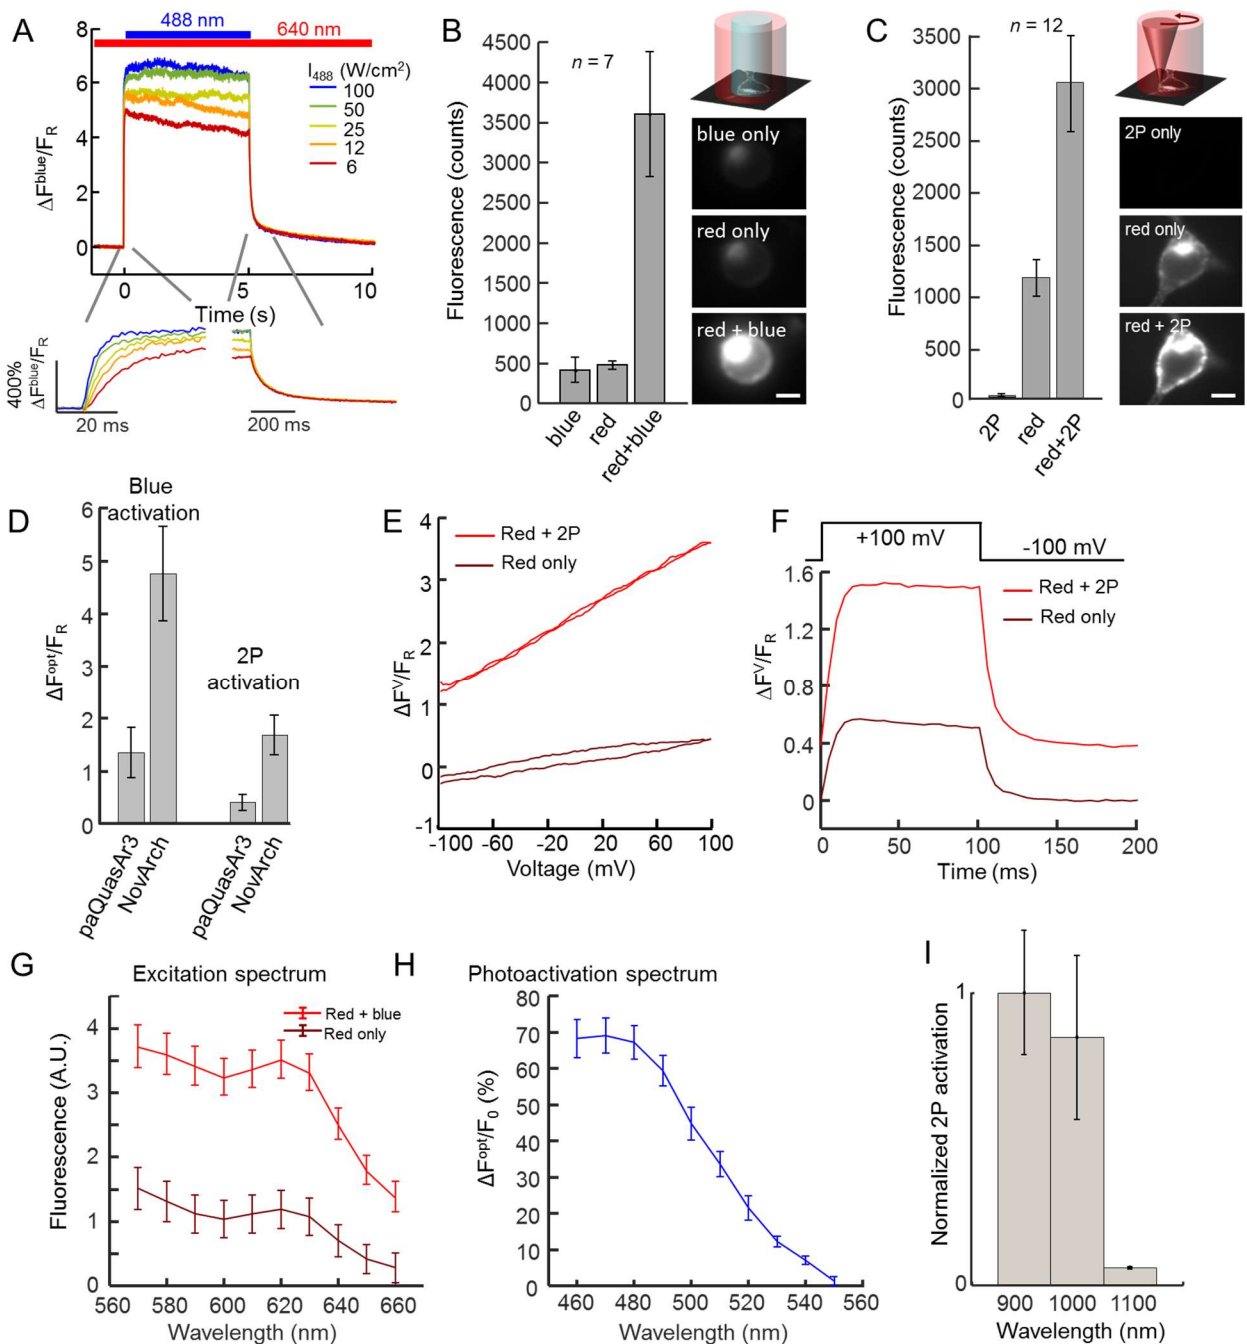 A
488 nm
640 nm
8
6
4
2
0
ΔF^blue/F_R
I_488 (W/cm²)
100
50
25
12
6
0
5
10
Time (s)
400%
ΔF^blue/F_R
20 ms
200 ms
B
4500
4000
3500
3000
2500
2000
1500
1000
500
0
Fluorescence (counts)
n = 7
blue
red
red+blue
blue only
red only
red + blue
C
3500
3000
2500
2000
1500
1000
500
0
Fluorescence (counts)
n = 12
2P
red
red+2P
2P only
red only
red + 2P
D
Blue
activation
2P
activation
6
5
4
3
2
1
0
ΔF^opt/F_R
paQuasAr3
NovArch
paQuasAr3
NovArch
E
Red + 2P
Red only
4
3
2
1
0
-1
ΔF^V/F_R
-100
-60
-20
20
60
100
Voltage (mV)
F
+100 mV
-100 mV
Red + 2P
Red only
1.6
1.2
0.8
0.4
0
ΔF^V/F_R
0
50
100
150
200
Time (ms)
G
Excitation spectrum
Red + blue
Red only
4
3
2
1
0
Fluorescence (A.U.)
560
580
600
620
640
660
Wavelength (nm)
H
Photoactivation spectrum
80
70
60
50
40
30
20
10
0
ΔF^opt/F_0 (%)
460
480
500
520
540
560
Wavelength (nm)
I
1
0
Normalized 2P activation
900
1000
1100
Wavelength (nm)